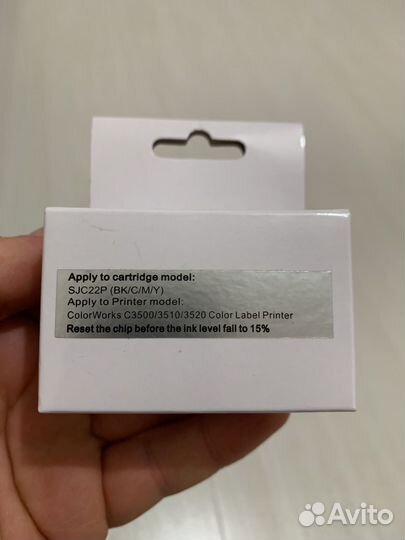 Apply to cartridge model:
SJC22P (BK/C/M/Y)
Apply to Printer model:
ColorWorks C3500/3510/3520 Color Label Printer
Reset the chip before the ink level fall to 15%
Avito